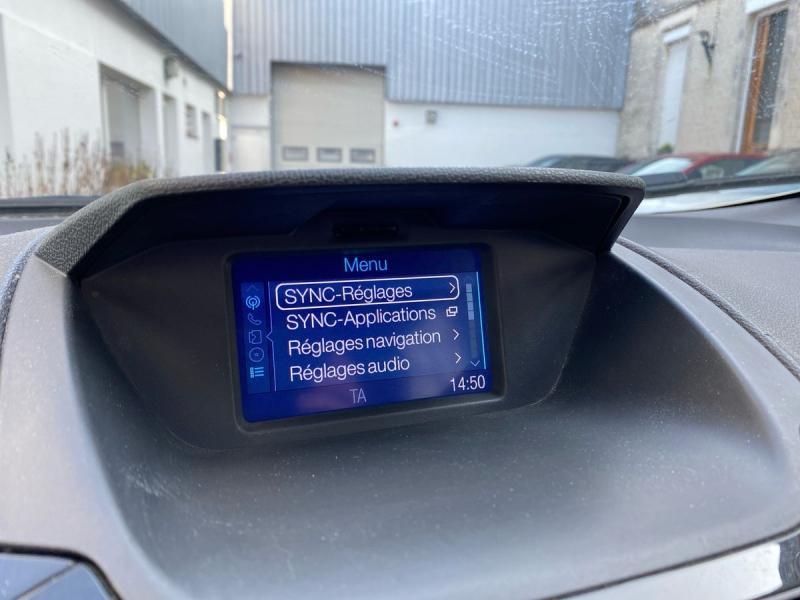 Menu
SYNC-Réglages
SYNC-Applications
Réglages navigation
Réglages audio
TA
14:50